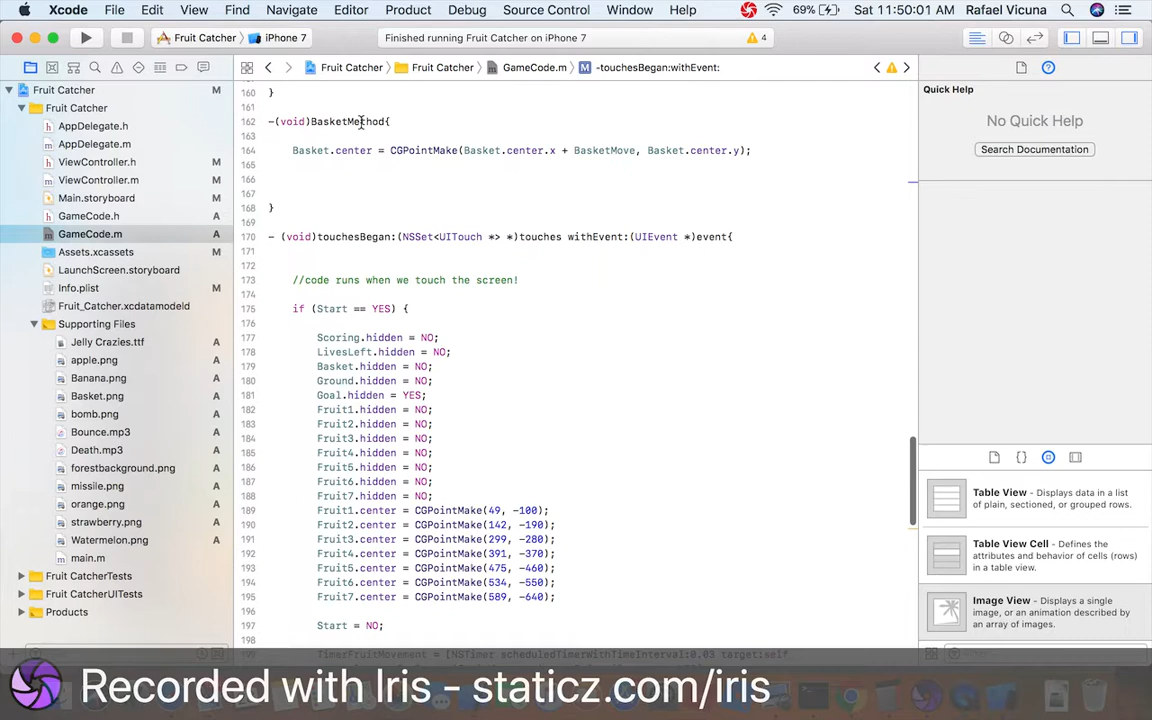 Xcode File Edit View Find Navigate Editor Product Debug Source Control Window Help 69% Sat 11:50:01 AM Rafael Vicuna
Fruit Catcher iPhone 7 Finished running Fruit Catcher on iPhone 7 4
Fruit Catcher Fruit Catcher GameCode.m M -touchesBegan:withEvent:
Fruit Catcher M
Fruit Catcher
h AppDelegate.h
m AppDelegate.m
h ViewController.h M
m ViewController.m M
Main.storyboard M
h GameCode.h A
m GameCode.m A
Assets.xcassets M
LaunchScreen.storyboard
Info.plist M
Fruit_Catcher.xcdatamodeld
Supporting Files
Jelly Crazies.ttf A
apple.png A
Banana.png A
Basket.png A
bomb.png A
Bounce.mp3 A
Death.mp3 A
forestbackground.png A
missile.png A
orange.png A
strawberry.png A
Watermelon.png A
m main.m
Fruit CatcherTests
Fruit CatcherUITests
Products
160 }
161
162 -(void)BasketMethod{
163
164 Basket.center = CGPointMake(Basket.center.x + BasketMove, Basket.center.y);
165
166
167
168 }
169
170 - (void)touchesBegan:(NSSet<UITouch *> *)touches withEvent:(UIEvent *)event{
171
172
173 //code runs when we touch the screen!
174
175 if (Start == YES) {
176
177 Scoring.hidden = NO;
178 LivesLeft.hidden = NO;
179 Basket.hidden = NO;
180 Ground.hidden = NO;
181 Goal.hidden = YES;
182 Fruit1.hidden = NO;
183 Fruit2.hidden = NO;
184 Fruit3.hidden = NO;
185 Fruit4.hidden = NO;
186 Fruit5.hidden = NO;
187 Fruit6.hidden = NO;
188 Fruit7.hidden = NO;
189 Fruit1.center = CGPointMake(49, -100);
190 Fruit2.center = CGPointMake(142, -190);
191 Fruit3.center = CGPointMake(299, -280);
192 Fruit4.center = CGPointMake(391, -370);
193 Fruit5.center = CGPointMake(475, -460);
194 Fruit6.center = CGPointMake(534, -550);
195 Fruit7.center = CGPointMake(589, -640);
196
197 Start = NO;
198
TimerFruitMovement = [NSTimer scheduledTimerWithTimeInterval:0.03 target:self
Quick Help
No Quick Help
Search Documentation
Table View - Displays data in a list of plain, sectioned, or grouped rows.
Table View Cell - Defines the attributes and behavior of cells (rows) in a table view.
Image View - Displays a single image, or an animation described by an array of images.
Recorded with Iris - staticz.com/iris